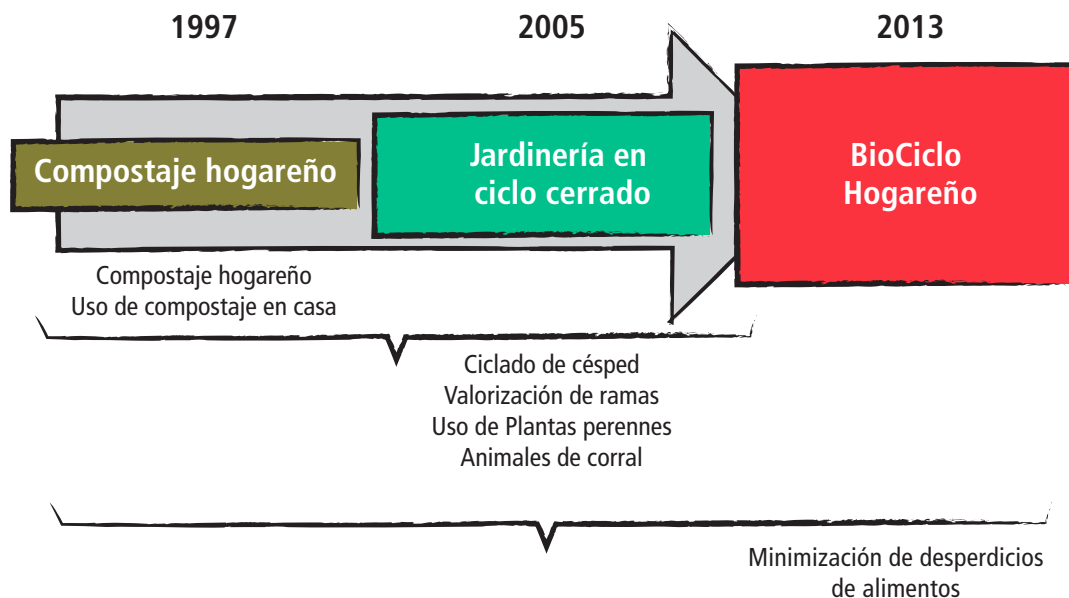 1997
2005
2013
Compostaje hogareño
Jardinería en
ciclo cerrado
BioCiclo
Hogareño
Compostaje hogareño
Uso de compostaje en casa
Ciclado de césped
Valorización de ramas
Uso de Plantas perennes
Animales de corral
Minimización de desperdicios
de alimentos